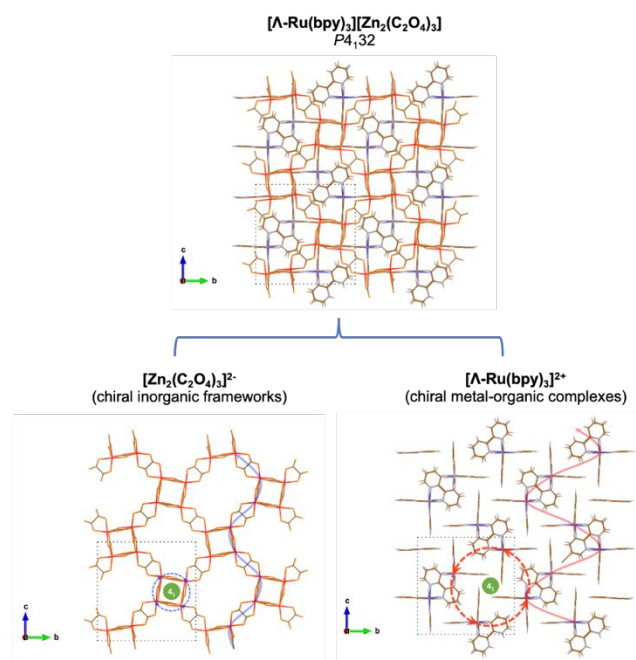 [Λ-Ru(bpy)₃][Zn₂(C₂O₄)₃]
P4₁32
c
b
[Zn₂(C₂O₄)₃]²⁻
(chiral inorganic frameworks)
[Λ-Ru(bpy)₃]²⁺
(chiral metal-organic complexes)
4₁
c
b
4₁
c
b